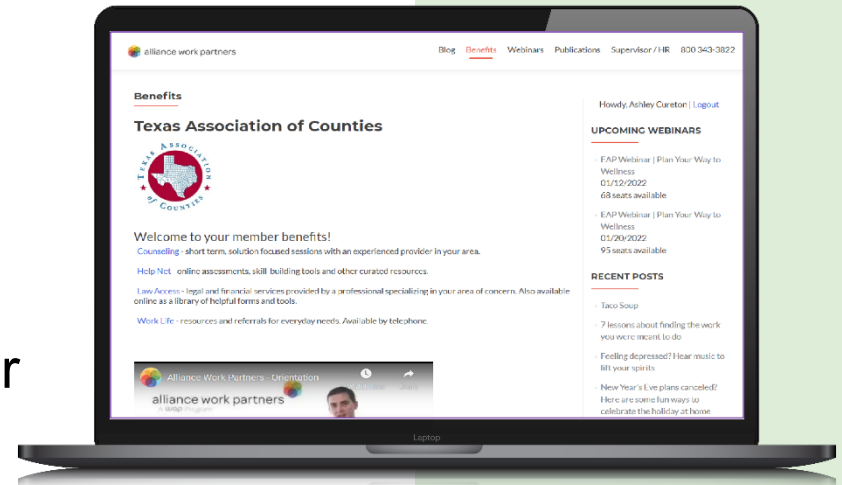 alliance work partners
Blog Benefits Webinars Publications Supervisor / HR 800 343-3822
Benefits
Texas Association of Counties
TEXAS ASSOCIATION
of COUNTIES
Welcome to your member benefits!
Counseling - short term, solution focused sessions with an experienced provider in your area.
Help Net - online assessments, skill-building tools and other curated resources.
Law Access - legal and financial services provided by a professional specializing in your area of concern. Also available
online as a library of helpful forms and tools.
Work Life - resources and referrals for everyday needs. Available by telephone.
Alliance Work Partners - Orientation
alliance work partners
Howdy, Ashley Cureton | Logout
UPCOMING WEBINARS
EAP Webinar | Plan Your Way to
Wellness
01/12/2022
68 seats available
EAP Webinar | Plan Your Way to
Wellness
01/20/2022
95 seats available
RECENT POSTS
Taco Soup
7 lessons about finding the work
you were meant to do
Feeling depressed? Hear music to
lift your spirits
New Year's Eve plans canceled?
Here are some fun ways to
celebrate the holiday at home
r
Laptop